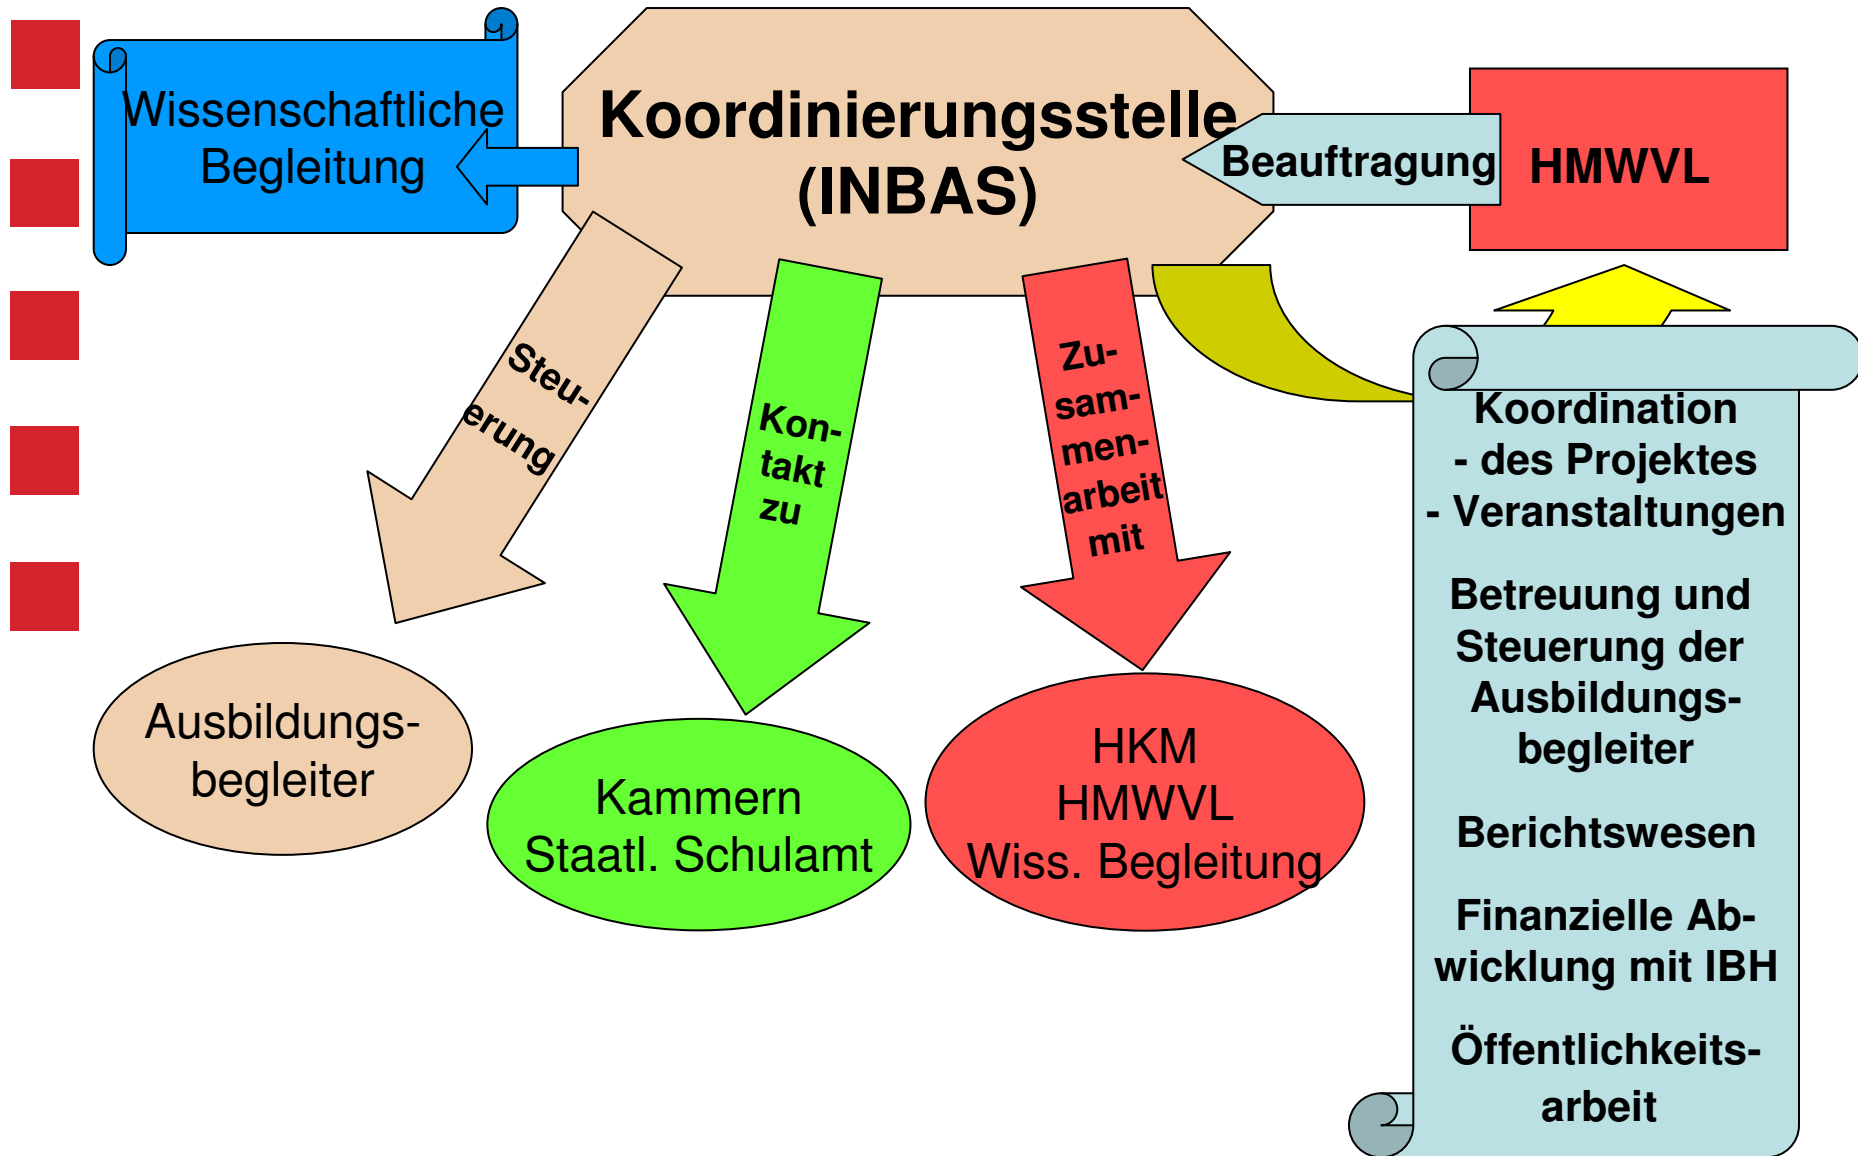 Wissenschaftliche
Begleitung
Koordinierungsstelle
(INBAS)
Beauftragung
HMWVL
Steu-
erung
Kon-
takt
zu
Zu-
sam-
men-
arbeit
mit
Ausbildungs-
begleiter
Kammern
Staatl. Schulamt
HKM
HMWVL
Wiss. Begleitung
Koordination
- des Projektes
- Veranstaltungen
Betreuung und
Steuerung der
Ausbildungs-
begleiter
Berichtswesen
Finanzielle Ab-
wicklung mit IBH
Öffentlichkeits-
arbeit